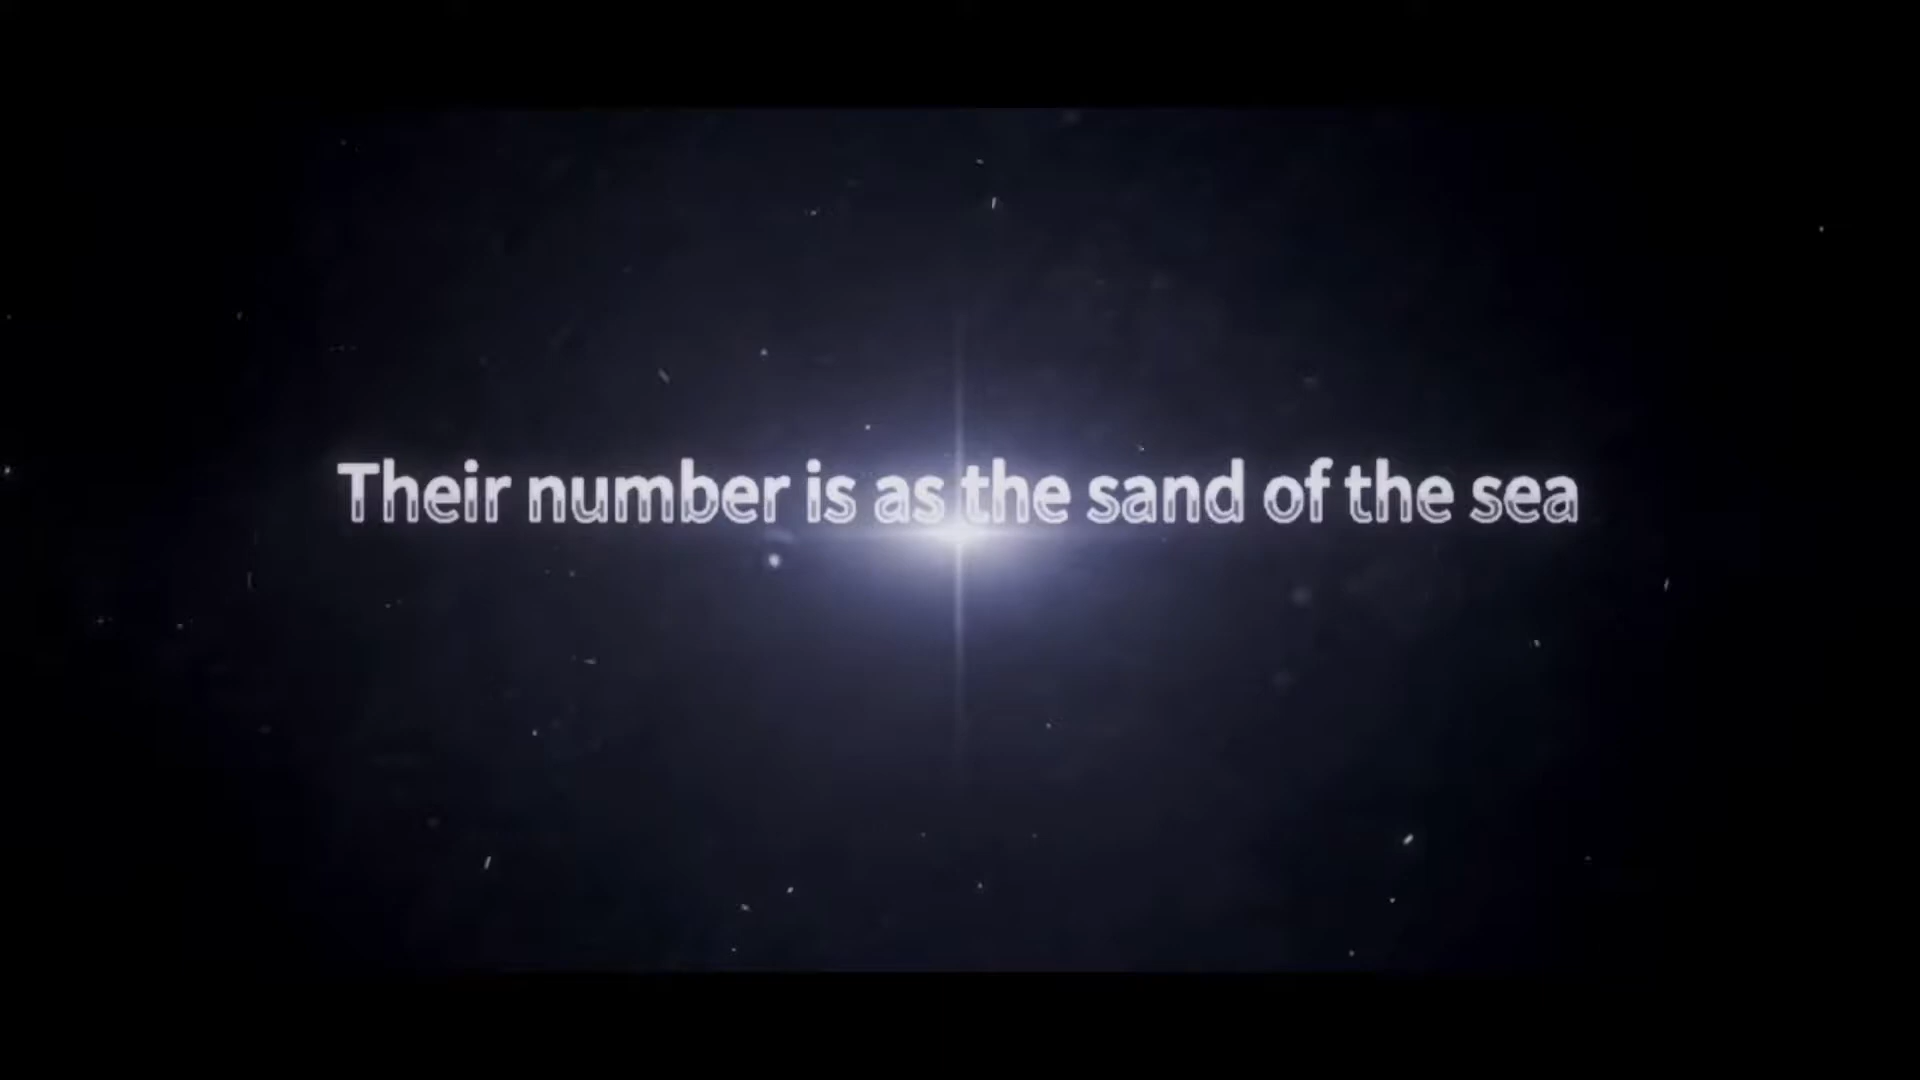 Their number is as the sand of the sea